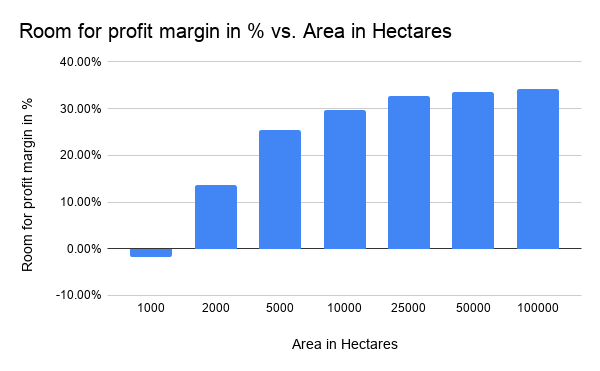 Room for profit margin in % vs. Area in Hectares
Room for profit margin in %
40.00%
30.00%
20.00%
10.00%
0.00%
-10.00%
1000 2000 5000 10000 25000 50000 100000
Area in Hectares